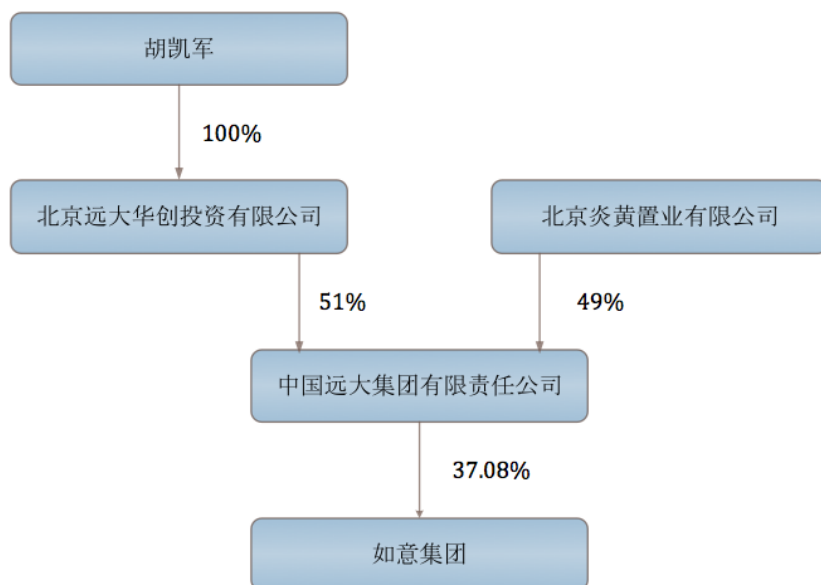 胡凯军
100%
北京远大华创投资有限公司
北京炎黄置业有限公司
51%
49%
中国远大集团有限责任公司
37.08%
如意集团